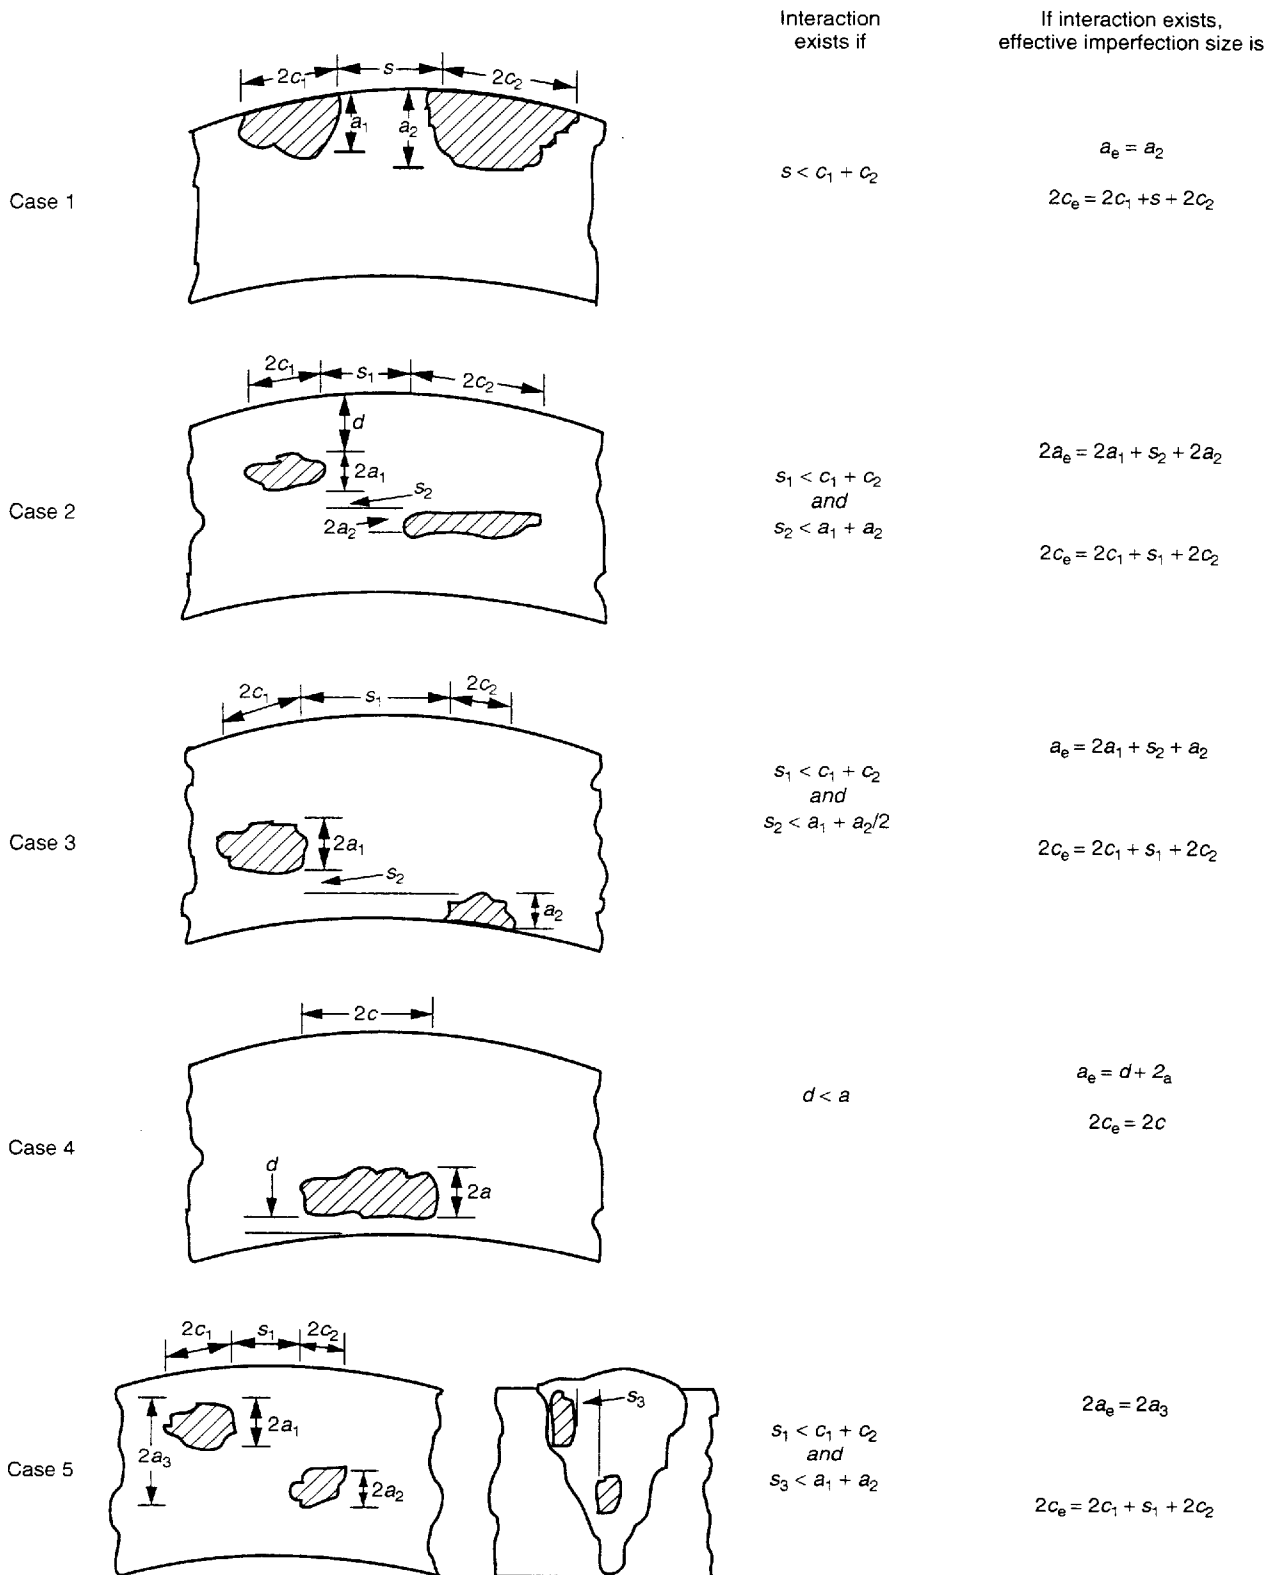 Interaction
exists if
If interaction exists,
effective imperfection size is
2c₁ s 2c₂
a₁ a₂
Case 1
s < c₁ + c₂
aₑ = a₂
2cₑ = 2c₁ +s + 2c₂
2c₁ s₁ 2c₂
d
2a₁
s₂
2a₂
Case 2
s₁ < c₁ + c₂
and
s₂ < a₁ + a₂
2aₑ = 2a₁ + s₂ + 2a₂
2cₑ = 2c₁ + s₁ + 2c₂
2c₁ s₁ 2c₂
2a₁
s₂
a₂
Case 3
s₁ < c₁ + c₂
and
s₂ < a₁ + a₂/2
aₑ = 2a₁ + s₂ + a₂
2cₑ = 2c₁ + s₁ + 2c₂
2c
d
2a
Case 4
d < a
aₑ = d + 2ₐ
2cₑ = 2c
2c₁ s₁ 2c₂
s₃
2a₁
2a₃
2a₂
Case 5
s₁ < c₁ + c₂
and
s₃ < a₁ + a₂
2aₑ = 2a₃
2cₑ = 2c₁ + s₁ + 2c₂